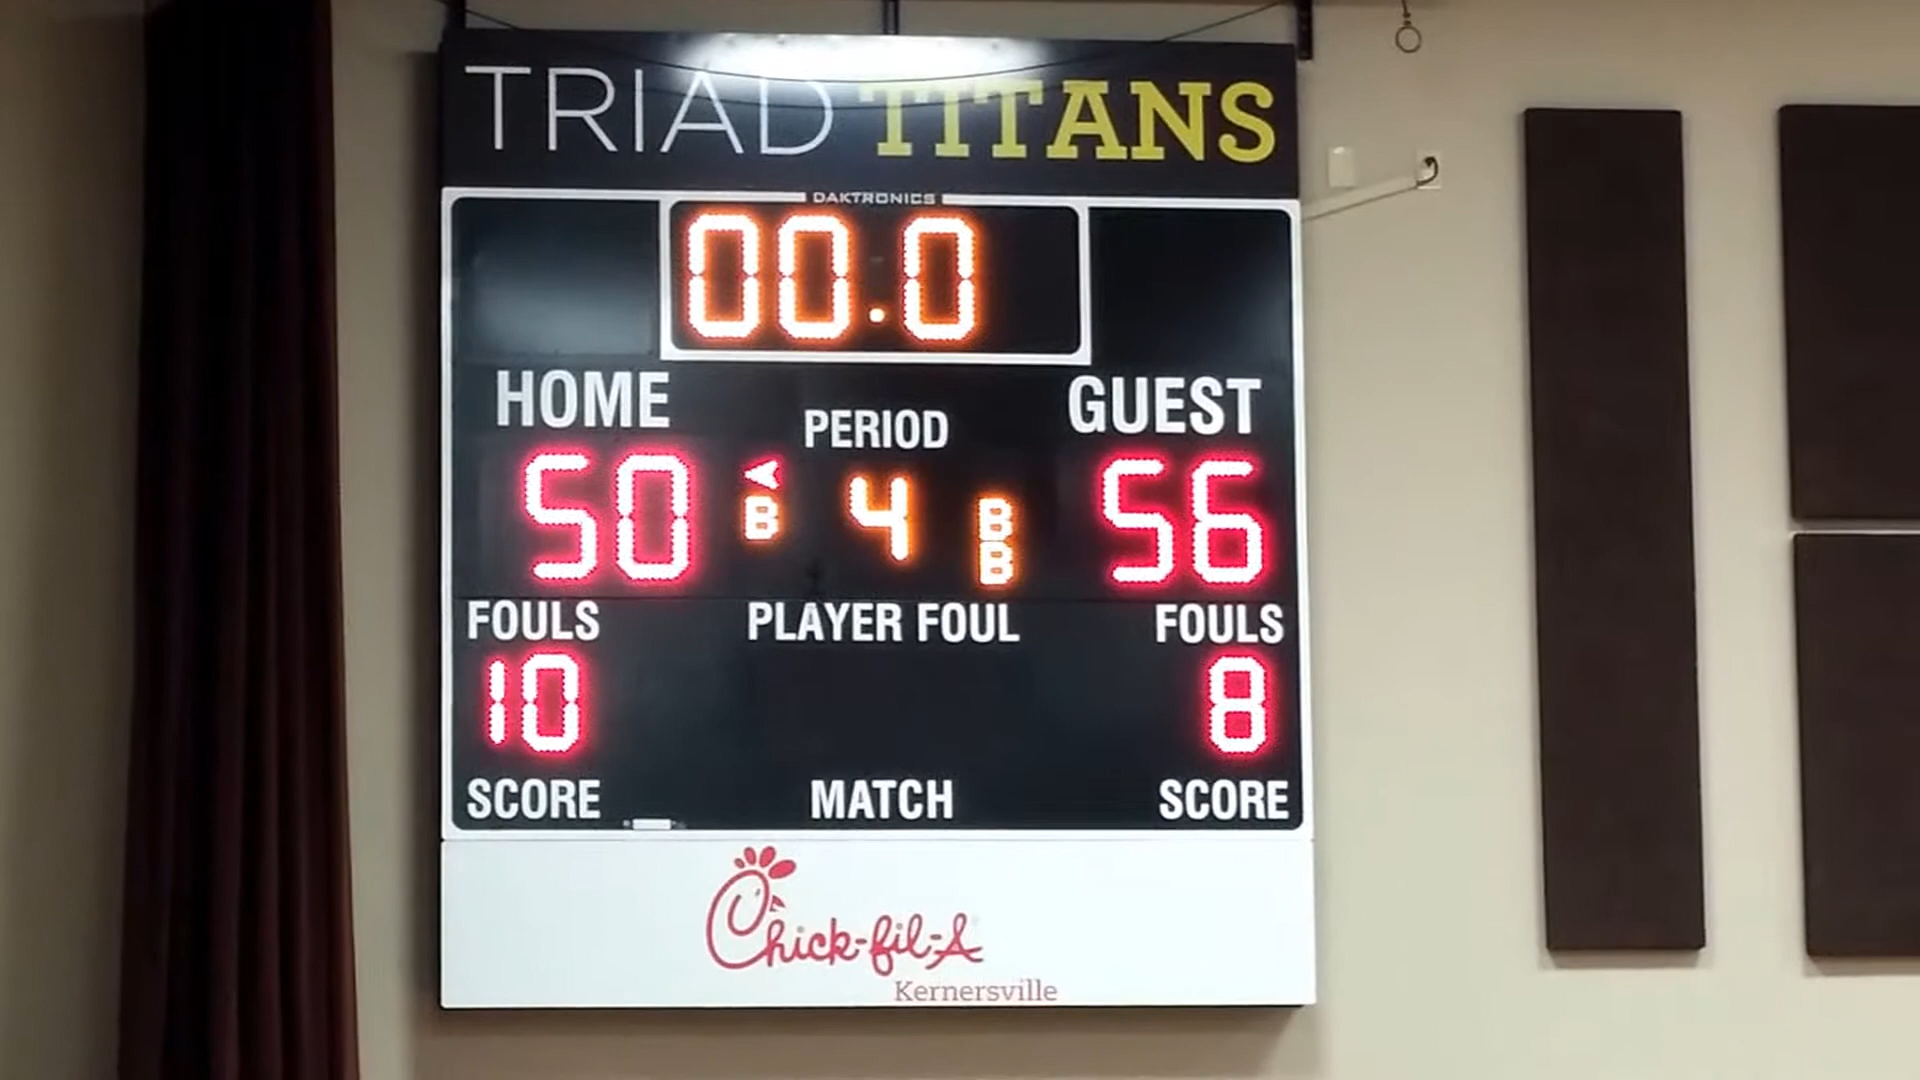 TRIAD TITANS
DAKTRONICS
00.0
HOME PERIOD GUEST
50 B 4 B B 56
FOULS PLAYER FOUL FOULS
10 8
SCORE MATCH SCORE
Chick-fil-A
Kernersville